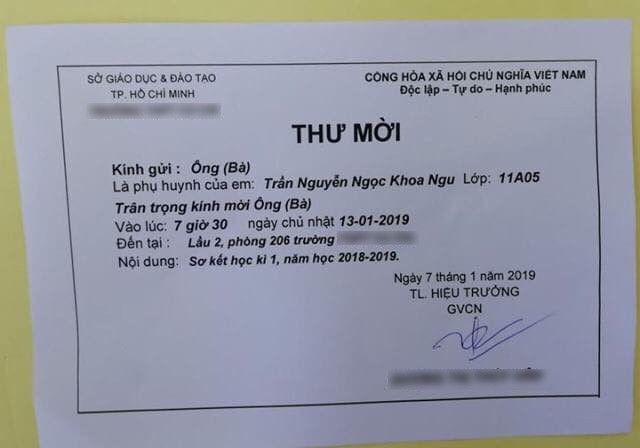 SỞ GIÁO DỤC & ĐÀO TẠO
TP. HỒ CHÍ MINH
CÔNG HÒA XÃ HÔI CHỦ NGHĨA VIÊT NAM
Độc lập – Tự do – Hạnh phúc
THƯ MỜI
Kính gửi : Ông (Bà)
Là phụ huynh của em: Trần Nguyễn Ngọc Khoa Ngu Lớp: 11A05
Trân trọng kính mời Ông (Bà)
Vào lúc: 7 giờ 30 ngày chủ nhật 13-01-2019
Đến tại : Lầu 2, phòng 206 trường
Nội dung: Sơ kết học kì 1, năm học 2018-2019.
Ngày 7 tháng 1 năm 2019
TL. HIỆU TRƯỞNG
GVCN